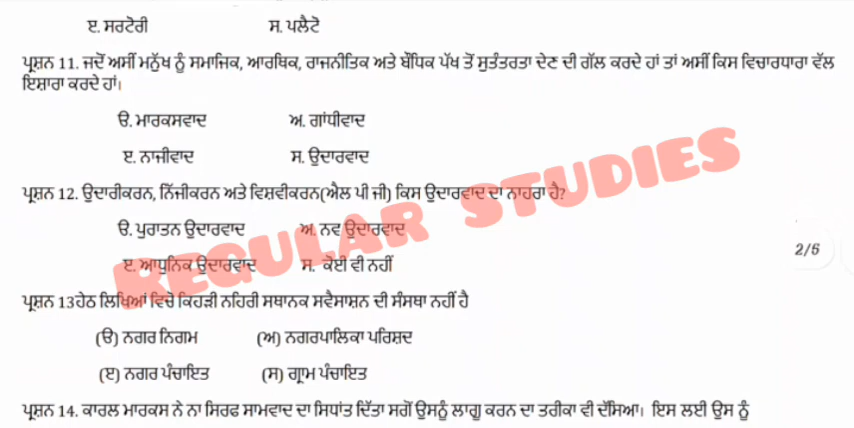 ੲ. ਸਰਟੋਰੀ ਸ. ਪਲੈਟੋ
ਪ੍ਰਸ਼ਨ 11. ਜਦੋਂ ਅਸੀਂ ਮਨੁੱਖ ਨੂੰ ਸਮਾਜਿਕ, ਆਰਥਿਕ, ਰਾਜਨੀਤਿਕ ਅਤੇ ਬੌਧਿਕ ਪੱਖ ਤੋਂ ਸੁਤੰਤਰਤਾ ਦੇਣ ਦੀ ਗੱਲ ਕਰਦੇ ਹਾਂ ਤਾਂ ਅਸੀਂ ਕਿਸ ਵਿਚਾਰਧਾਰਾ ਵੱਲ
ਇਸ਼ਾਰਾ ਕਰਦੇ ਹਾਂ।
ੳ. ਮਾਰਕਸਵਾਦ ਅ. ਗਾਂਧੀਵਾਦ
ੲ. ਨਾਜੀਵਾਦ ਸ. ਉਦਾਰਵਾਦ
ਪ੍ਰਸ਼ਨ 12. ਉਦਾਰੀਕਰਨ, ਨਿੱਜੀਕਰਨ ਅਤੇ ਵਿਸ਼ਵੀਕਰਨ(ਐਲ ਪੀ ਜੀ) ਕਿਸ ਉਦਾਰਵਾਦ ਦਾ ਨਾਹਰਾ ਹੈ?
ੳ. ਪੁਰਾਤਨ ਉਦਾਰਵਾਦ ਅ. ਨਵ ਉਦਾਰਵਾਦ
ੲ. ਆਧੁਨਿਕ ਉਦਾਰਵਾਦ ਸ. ਕੋਈ ਵੀ ਨਹੀਂ
2/6
REGULAR STUDIES
ਪ੍ਰਸ਼ਨ 13ਹੇਠ ਲਿਖਿਆਂ ਵਿਚੋ ਕਿਹੜੀ ਨਹਿਰੀ ਸਥਾਨਕ ਸਵੈਸਾਸ਼ਨ ਦੀ ਸੰਸਥਾ ਨਹੀਂ ਹੈ
(ੳ) ਨਗਰ ਨਿਗਮ (ਅ) ਨਗਰਪਾਲਿਕਾ ਪਰਿਸ਼ਦ
(ੲ) ਨਗਰ ਪੰਚਾਇਤ (ਸ) ਗ੍ਰਾਮ ਪੰਚਾਇਤ
ਪ੍ਰਸ਼ਨ 14. ਕਾਰਲ ਮਾਰਕਸ ਨੇ ਨਾ ਸਿਰਫ ਸਾਮਵਾਦ ਦਾ ਸਿਧਾਂਤ ਦਿੱਤਾ ਸਗੋਂ ਉਸਨੂੰ ਲਾਗੂ ਕਰਨ ਦਾ ਤਰੀਕਾ ਵੀ ਦੱਸਿਆ। ਇਸ ਲਈ ਉਸ ਨੂੰ